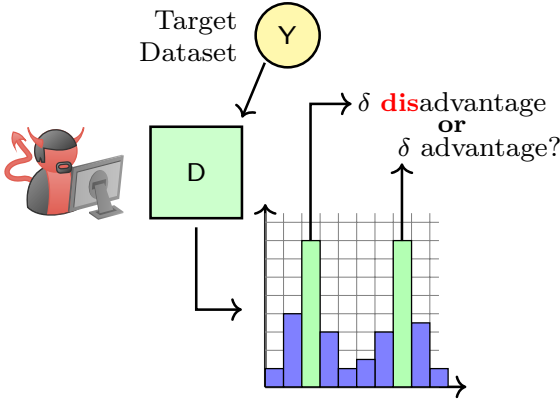 Target
Dataset
Y
D
δ disadvantage
or
δ advantage?